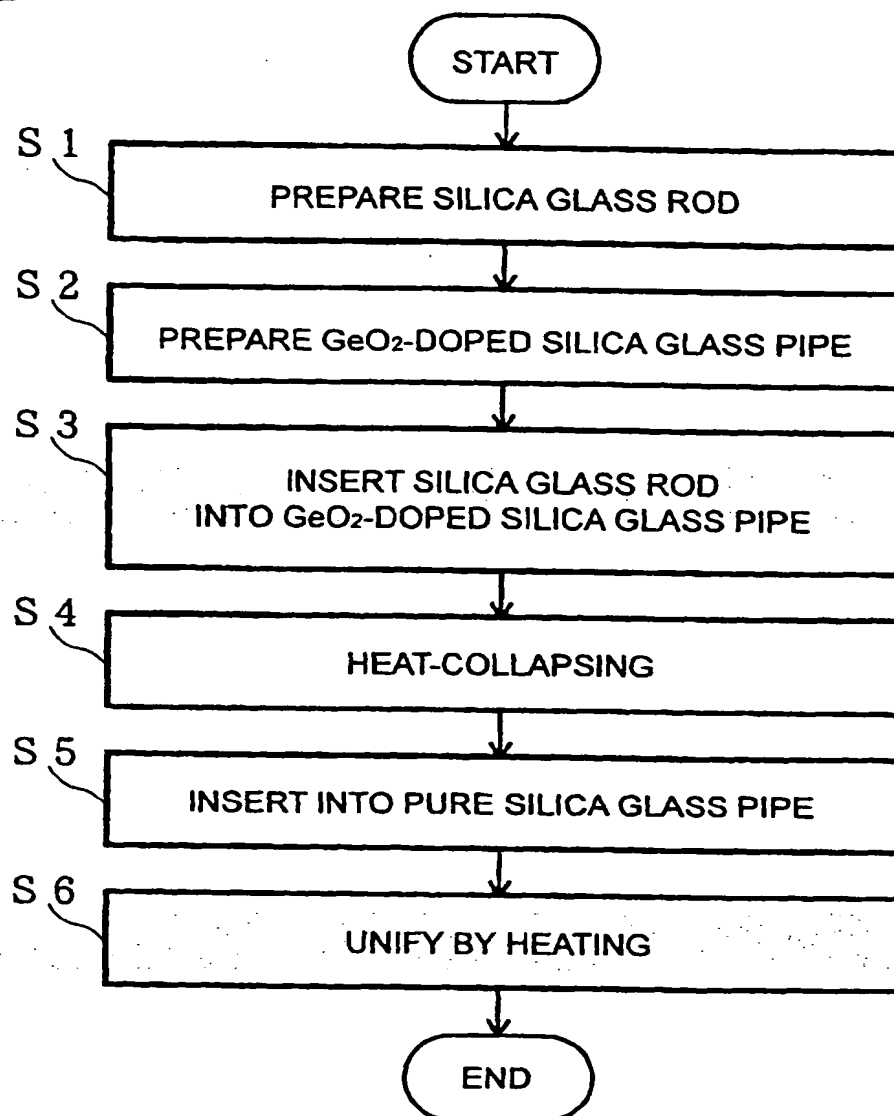 START
S 1
PREPARE SILICA GLASS ROD
S 2
PREPARE GeO₂-DOPED SILICA GLASS PIPE
S 3
INSERT SILICA GLASS ROD
INTO GeO₂-DOPED SILICA GLASS PIPE
S 4
HEAT-COLLAPSING
S 5
INSERT INTO PURE SILICA GLASS PIPE
S 6
UNIFY BY HEATING
END